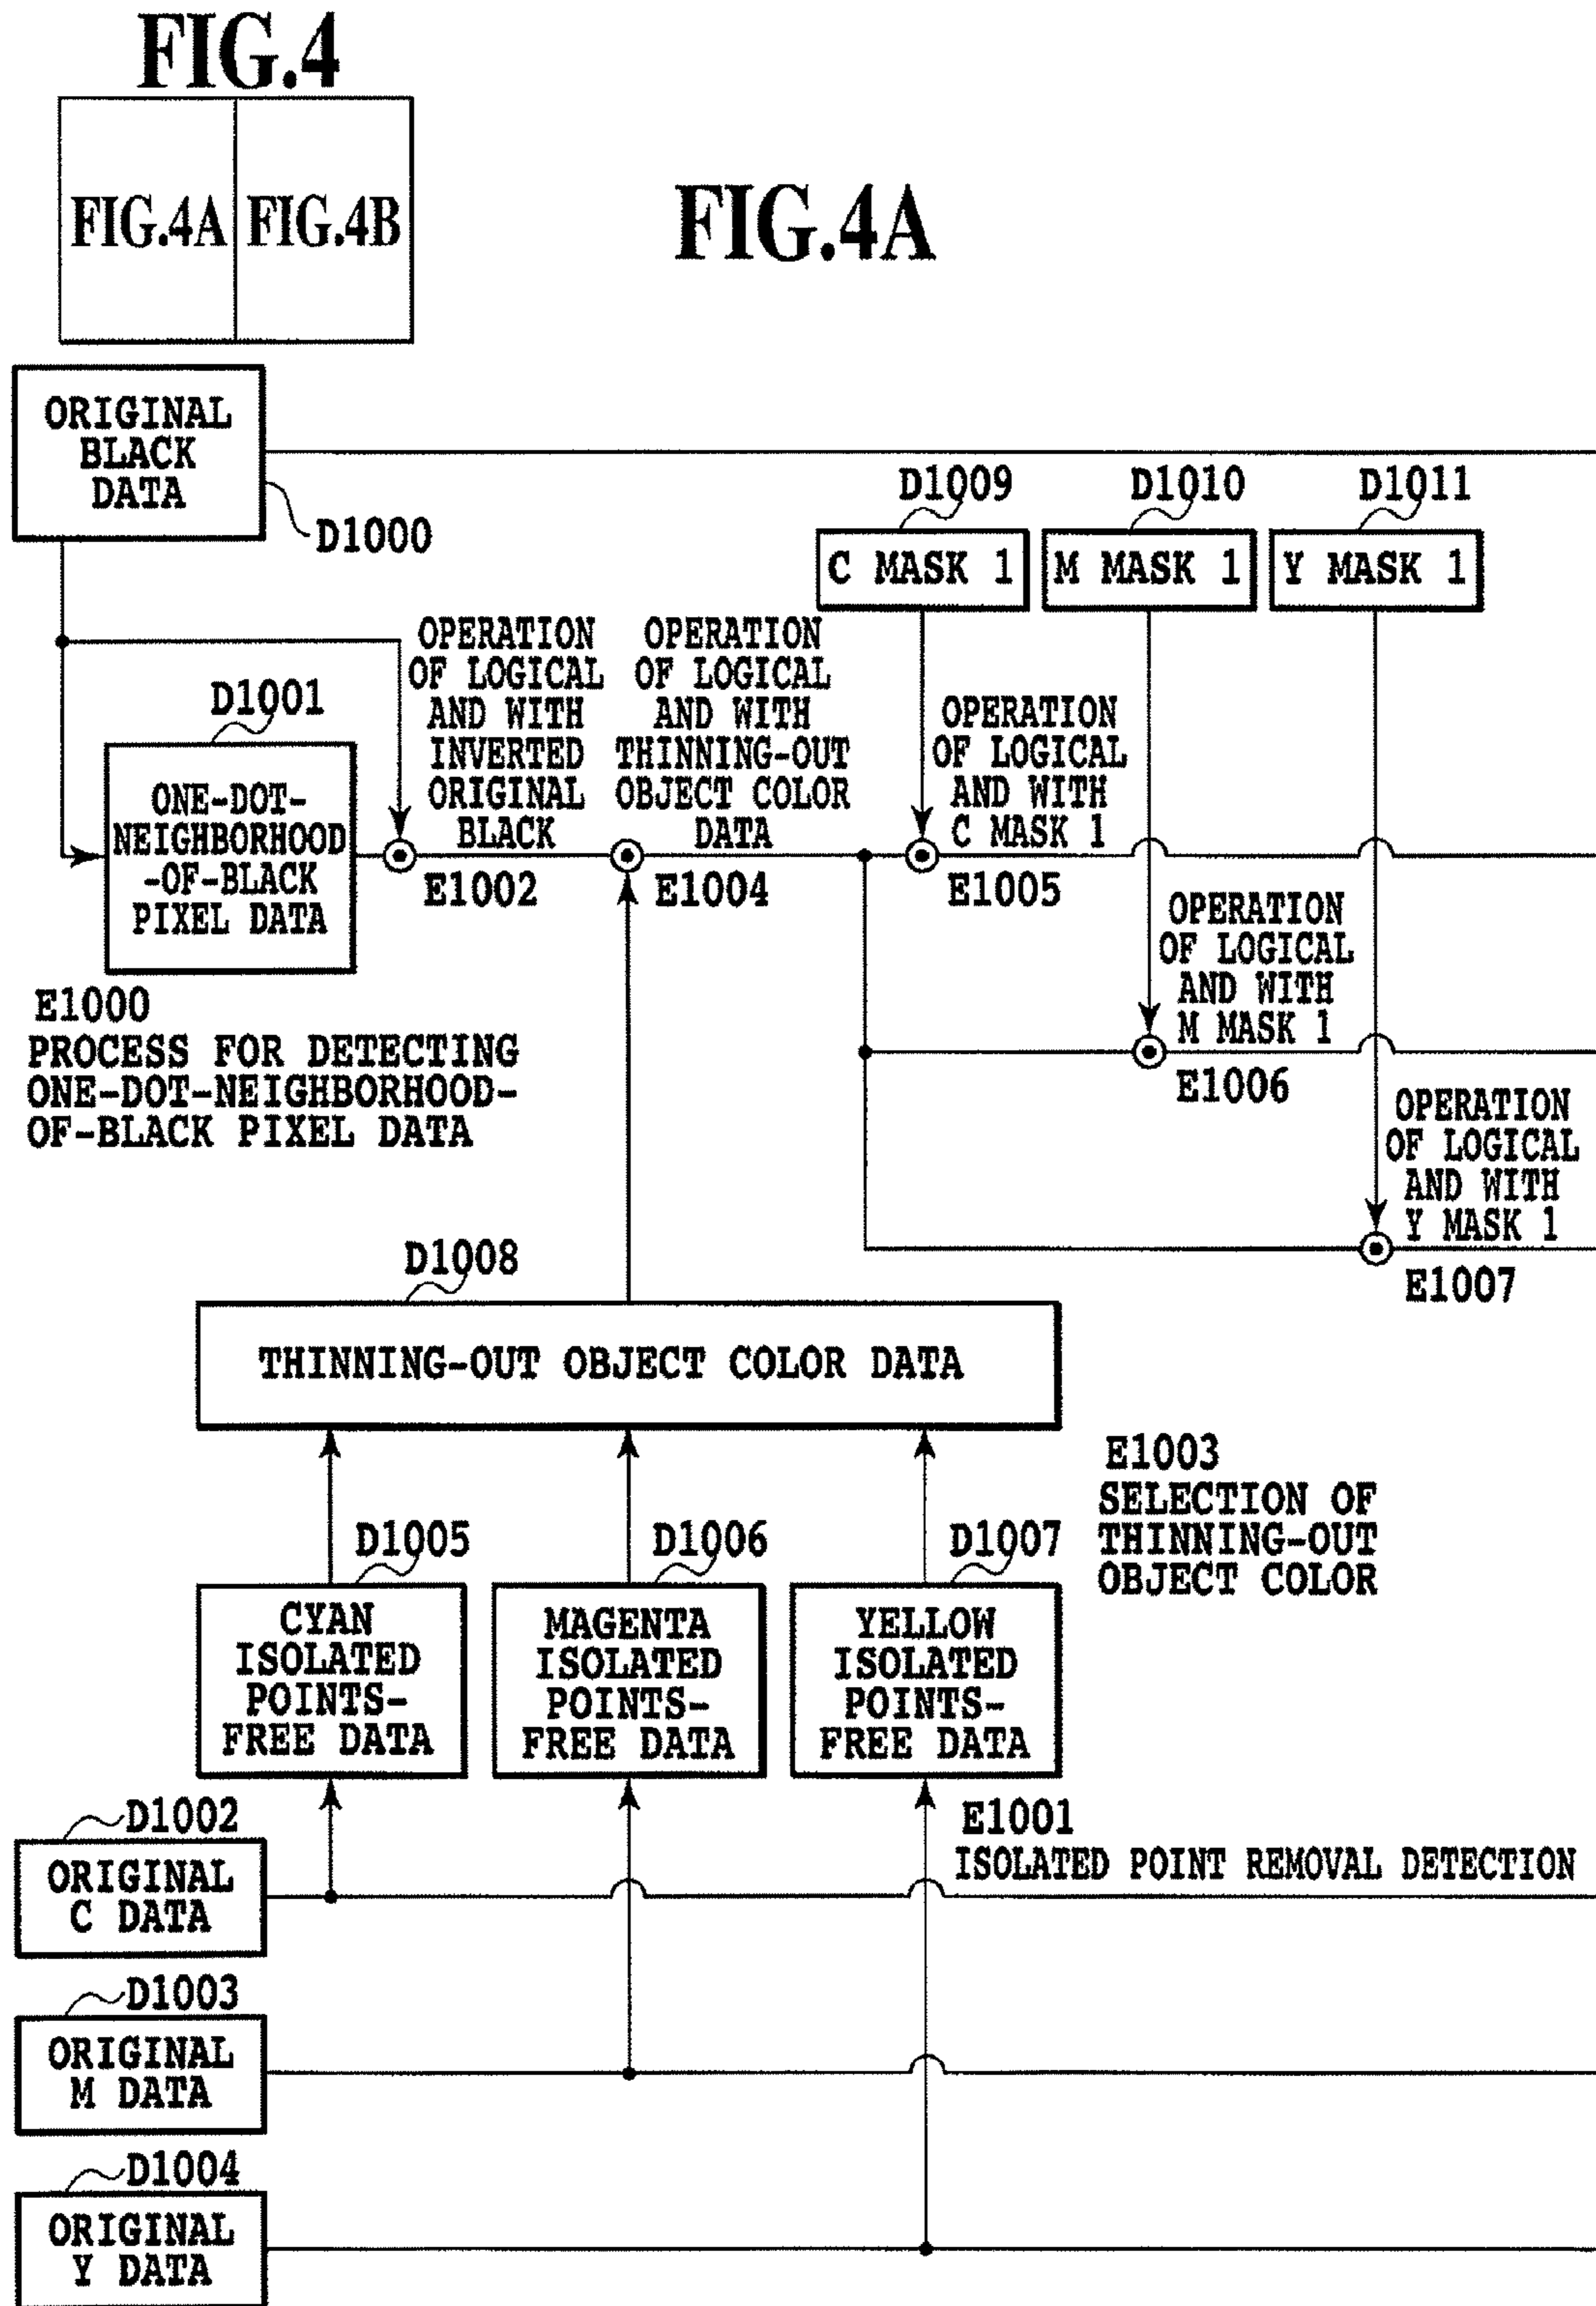 FIG.4
FIG.4A
FIG.4B
FIG.4A
ORIGINAL
BLACK
DATA
D1000
D1009
D1010
D1011
C MASK 1
M MASK 1
Y MASK 1
D1001
ONE-DOT-
NEIGHBORHOOD
-OF-BLACK
PIXEL DATA
OPERATION
OF LOGICAL
AND WITH
INVERTED
ORIGINAL
BLACK
E1002
OPERATION
OF LOGICAL
AND WITH
THINNING-OUT
OBJECT COLOR
DATA
E1004
OPERATION
OF LOGICAL
AND WITH
C MASK 1
E1005
OPERATION
OF LOGICAL
AND WITH
M MASK 1
E1006
OPERATION
OF LOGICAL
AND WITH
Y MASK 1
E1007
E1000
PROCESS FOR DETECTING
ONE-DOT-NEIGHBORHOOD-
OF-BLACK PIXEL DATA
D1008
THINNING-OUT OBJECT COLOR DATA
E1003
SELECTION OF
THINNING-OUT
OBJECT COLOR
D1005
CYAN
ISOLATED
POINTS-
FREE DATA
D1006
MAGENTA
ISOLATED
POINTS-
FREE DATA
D1007
YELLOW
ISOLATED
POINTS-
FREE DATA
E1001
ISOLATED POINT REMOVAL DETECTION
D1002
ORIGINAL
C DATA
D1003
ORIGINAL
M DATA
D1004
ORIGINAL
Y DATA